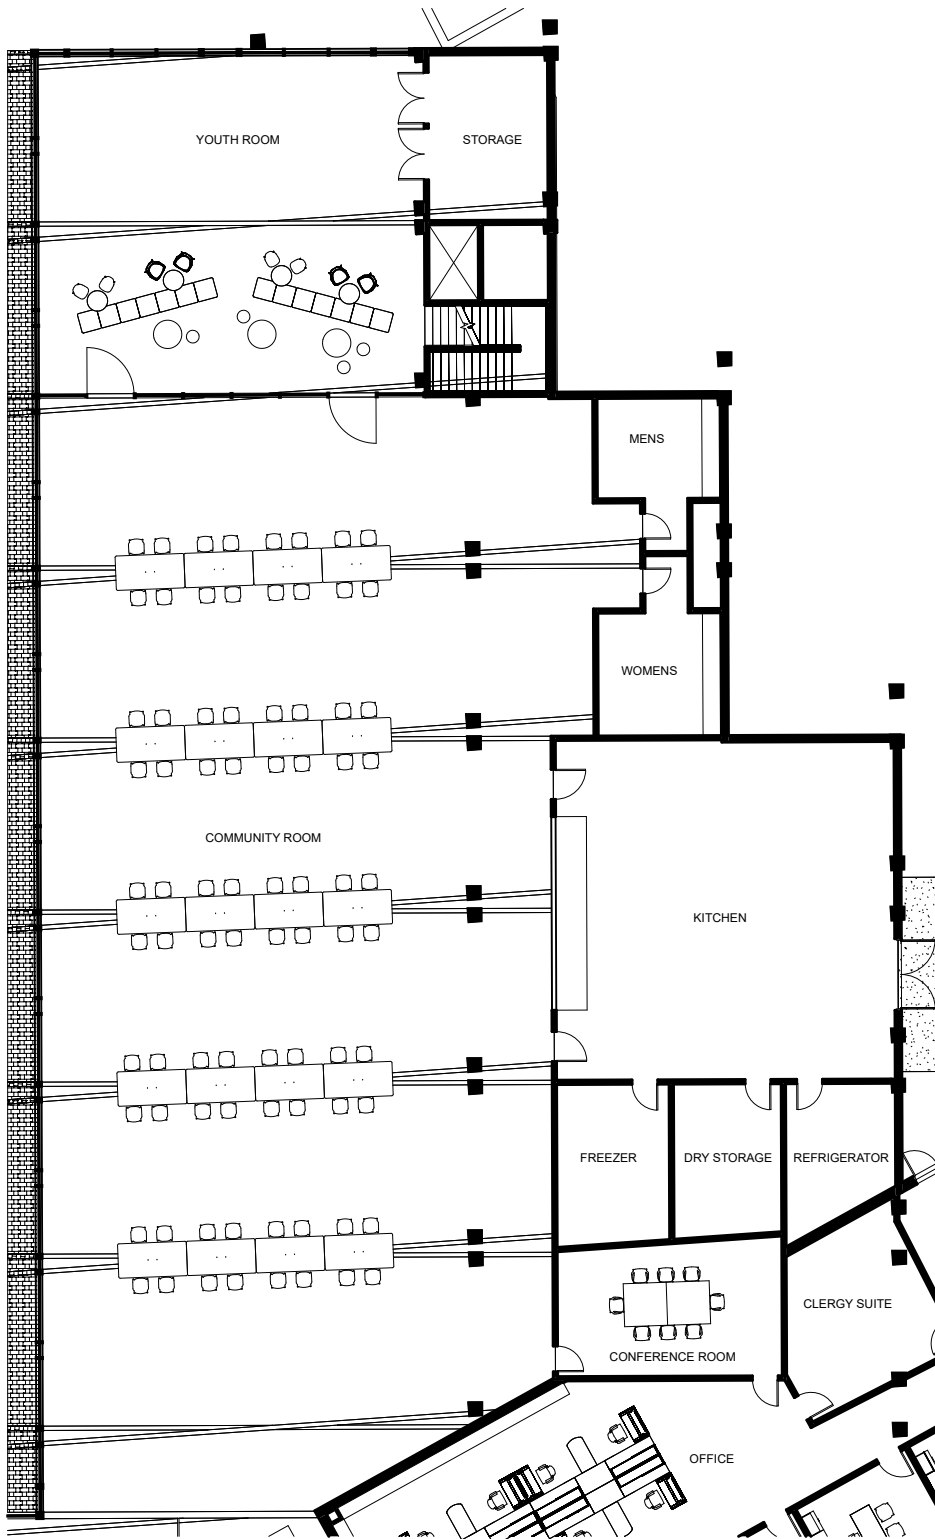 YOUTH ROOM
STORAGE
MENS
WOMENS
COMMUNITY ROOM
KITCHEN
FREEZER
DRY STORAGE
REFRIGERATOR
CLERGY SUITE
CONFERENCE ROOM
OFFICE